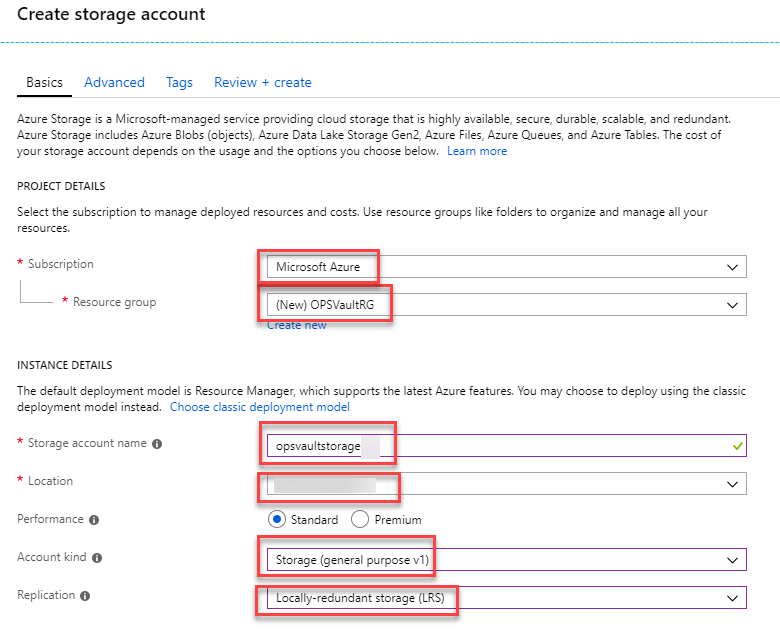 Create storage account
Basics Advanced Tags Review + create
Azure Storage is a Microsoft-managed service providing cloud storage that is highly available, secure, durable, scalable, and redundant.
Azure Storage includes Azure Blobs (objects), Azure Data Lake Storage Gen2, Azure Files, Azure Queues, and Azure Tables. The cost of
your storage account depends on the usage and the options you choose below. Learn more
PROJECT DETAILS
Select the subscription to manage deployed resources and costs. Use resource groups like folders to organize and manage all your
resources.
* Subscription Microsoft Azure
* Resource group (New) OPSVaultRG
Create new
INSTANCE DETAILS
The default deployment model is Resource Manager, which supports the latest Azure features. You may choose to deploy using the classic
deployment model instead. Choose classic deployment model
* Storage account name opsvaultstorage
* Location
Performance Standard Premium
Account kind Storage (general purpose v1)
Replication Locally-redundant storage (LRS)